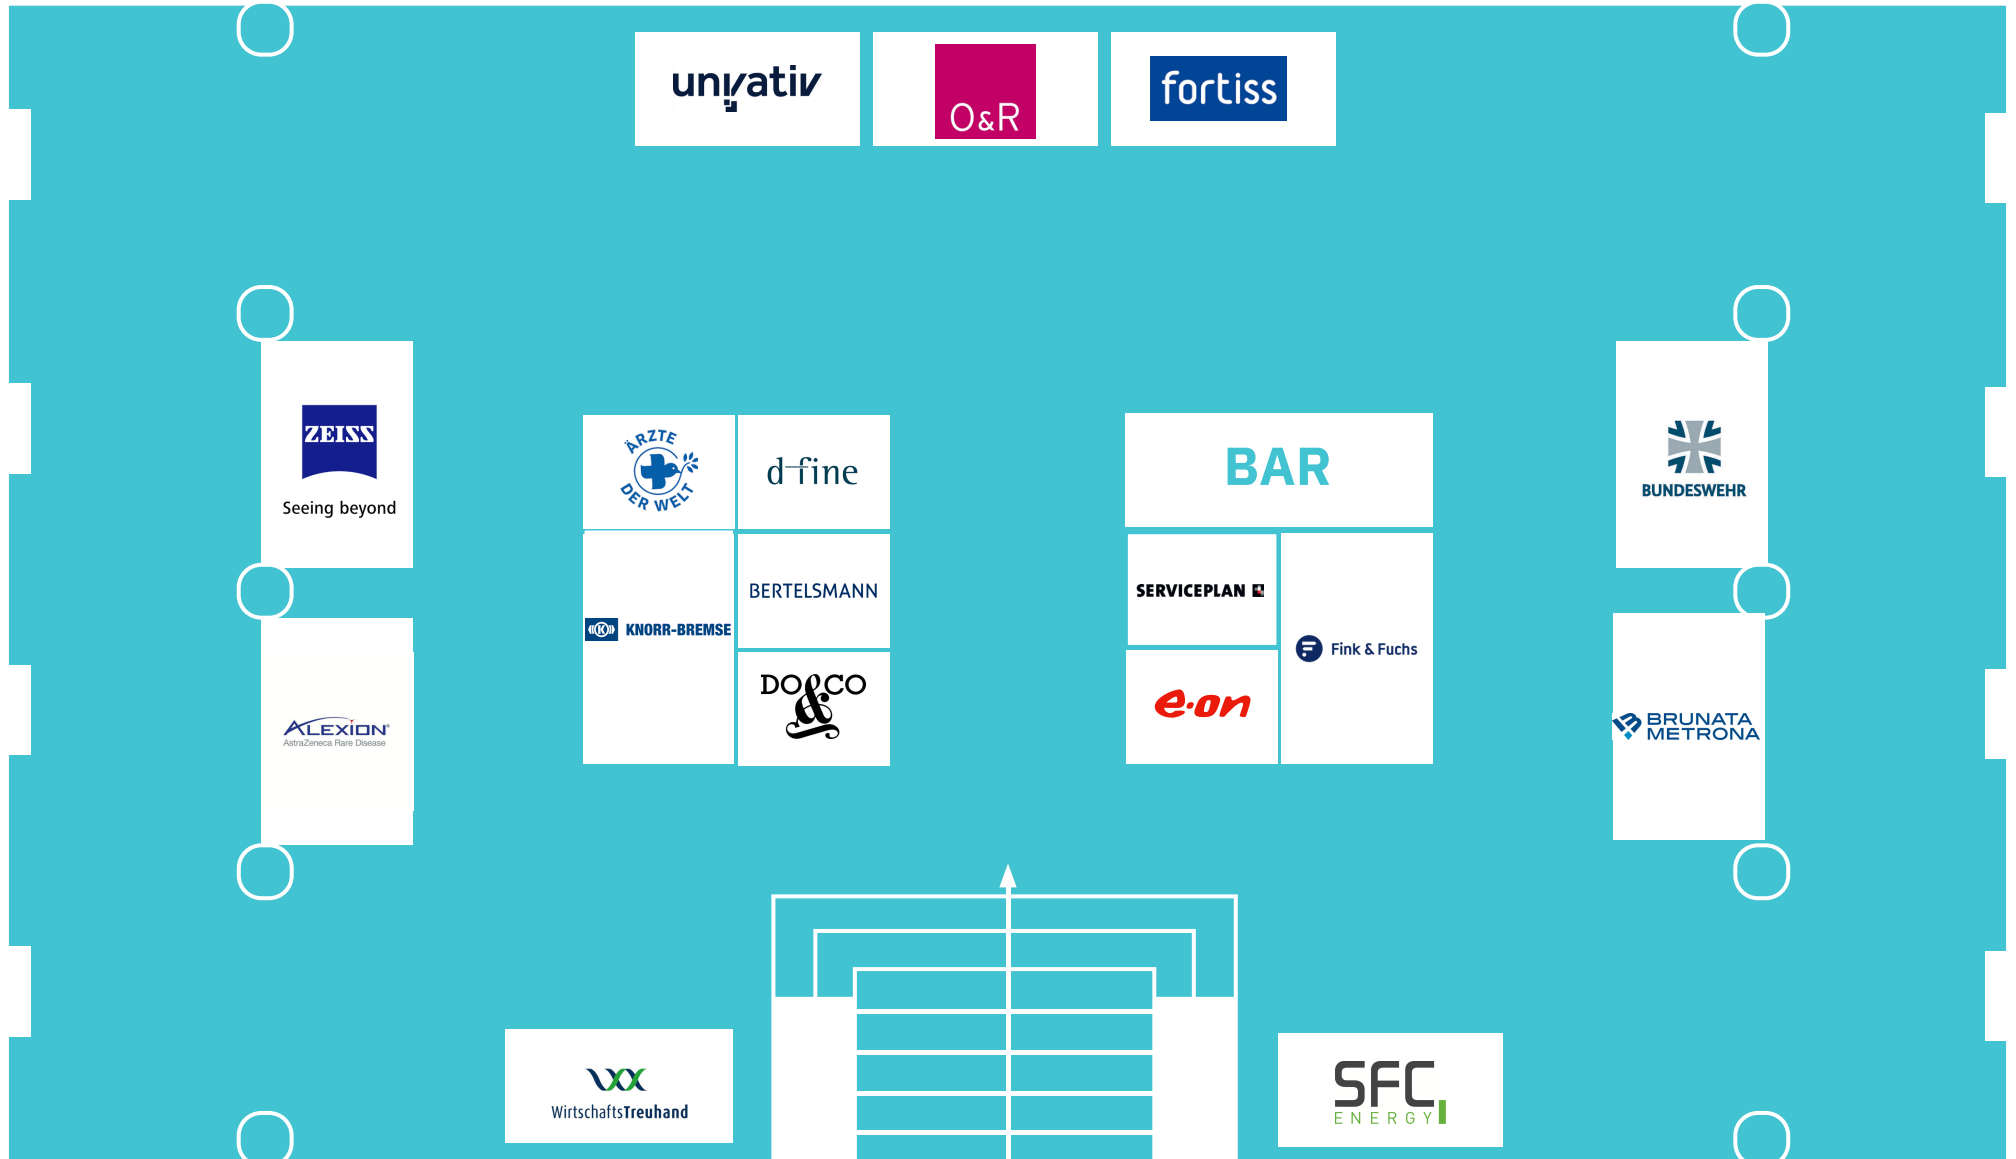 unıvativ
O&R
fortiss
ZEISS
Seeing beyond
ÄRZTE
DER WELT
d-fine
BAR
BUNDESWEHR
KNORR-BREMSE
BERTELSMANN
SERVICEPLAN
Fink & Fuchs
DO&CO
e·on
ALEXION®
AstraZeneca Rare Disease
BRUNATA
METRONA
WirtschaftsTreuhand
SFC
ENERGY